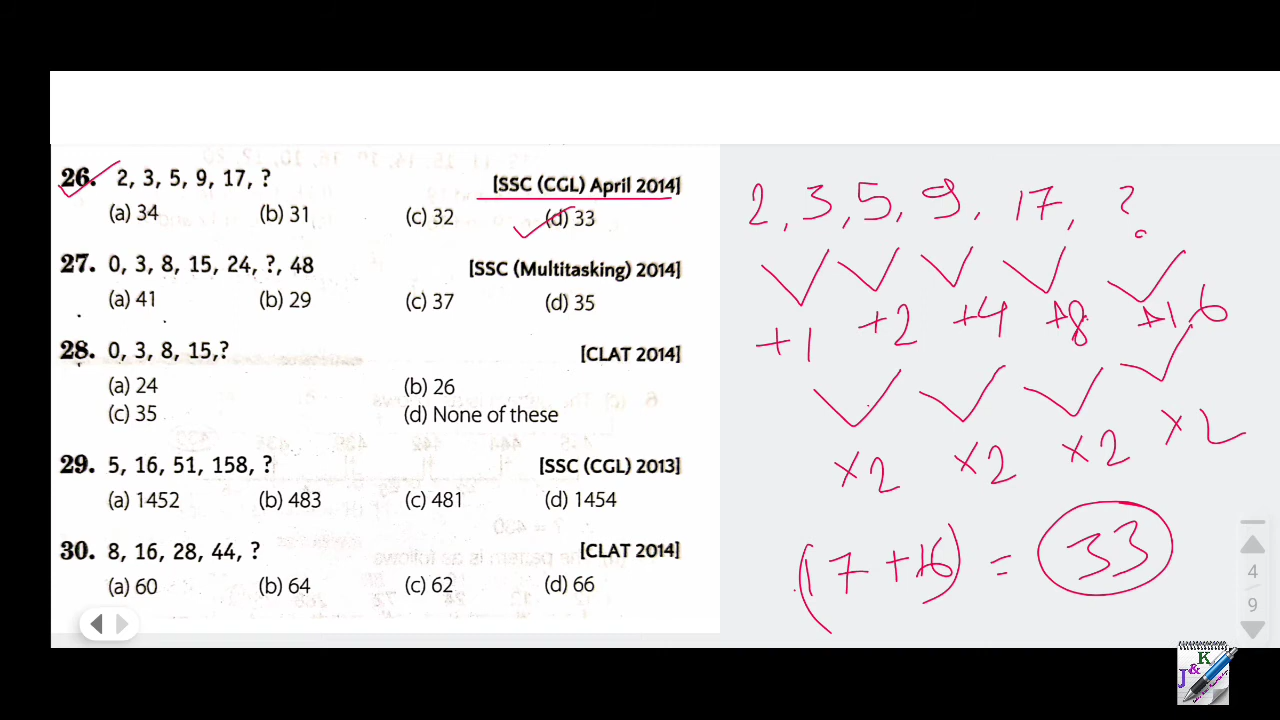 26. 2, 3, 5, 9, 17, ? [SSC (CGL) April 2014]
(a) 34 (b) 31 (c) 32 (d) 33
27. 0, 3, 8, 15, 24, ?, 48 [SSC (Multitasking) 2014]
(a) 41 (b) 29 (c) 37 (d) 35
28. 0, 3, 8, 15,? [CLAT 2014]
(a) 24 (b) 26
(c) 35 (d) None of these
29. 5, 16, 51, 158, ? [SSC (CGL) 2013]
(a) 1452 (b) 483 (c) 481 (d) 1454
30. 8, 16, 28, 44, ? [CLAT 2014]
(a) 60 (b) 64 (c) 62 (d) 66
2, 3, 5, 9, 17, ?
+1 +2 +4 +8 +16
×2 ×2 ×2 ×2
(17 + 16) = 33
4
9
J & K